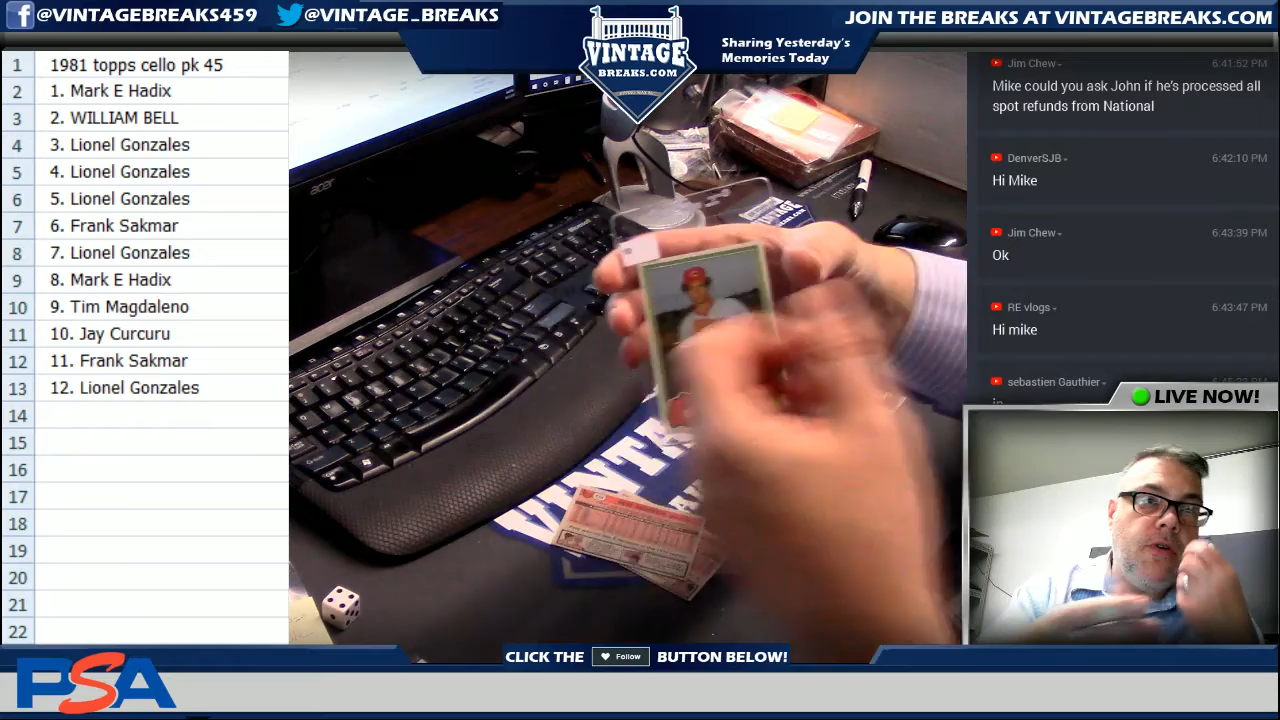 @VINTAGEBREAKS459 @VINTAGE_BREAKS
VINTAGE
BREAKS.COM
Sharing Yesterday's
Memories Today
JOIN THE BREAKS AT VINTAGEBREAKS.COM
1 1981 topps cello pk 45
2 1. Mark E Hadix
3 2. WILLIAM BELL
4 3. Lionel Gonzales
5 4. Lionel Gonzales
6 5. Lionel Gonzales
7 6. Frank Sakmar
8 7. Lionel Gonzales
9 8. Mark E Hadix
10 9. Tim Magdaleno
11 10. Jay Curcuru
12 11. Frank Sakmar
13 12. Lionel Gonzales
14
15
16
17
18
19
20
21
22
acer
VINTA
Jim Chew 6:41:52 PM
Mike could you ask John if he's processed all
spot refunds from National
DenverSJB 6:42:10 PM
Hi Mike
Jim Chew 6:43:39 PM
Ok
RE vlogs 6:43:47 PM
Hi mike
sebastien Gauthier
LIVE NOW!
CLICK THE Follow BUTTON BELOW!
PSA